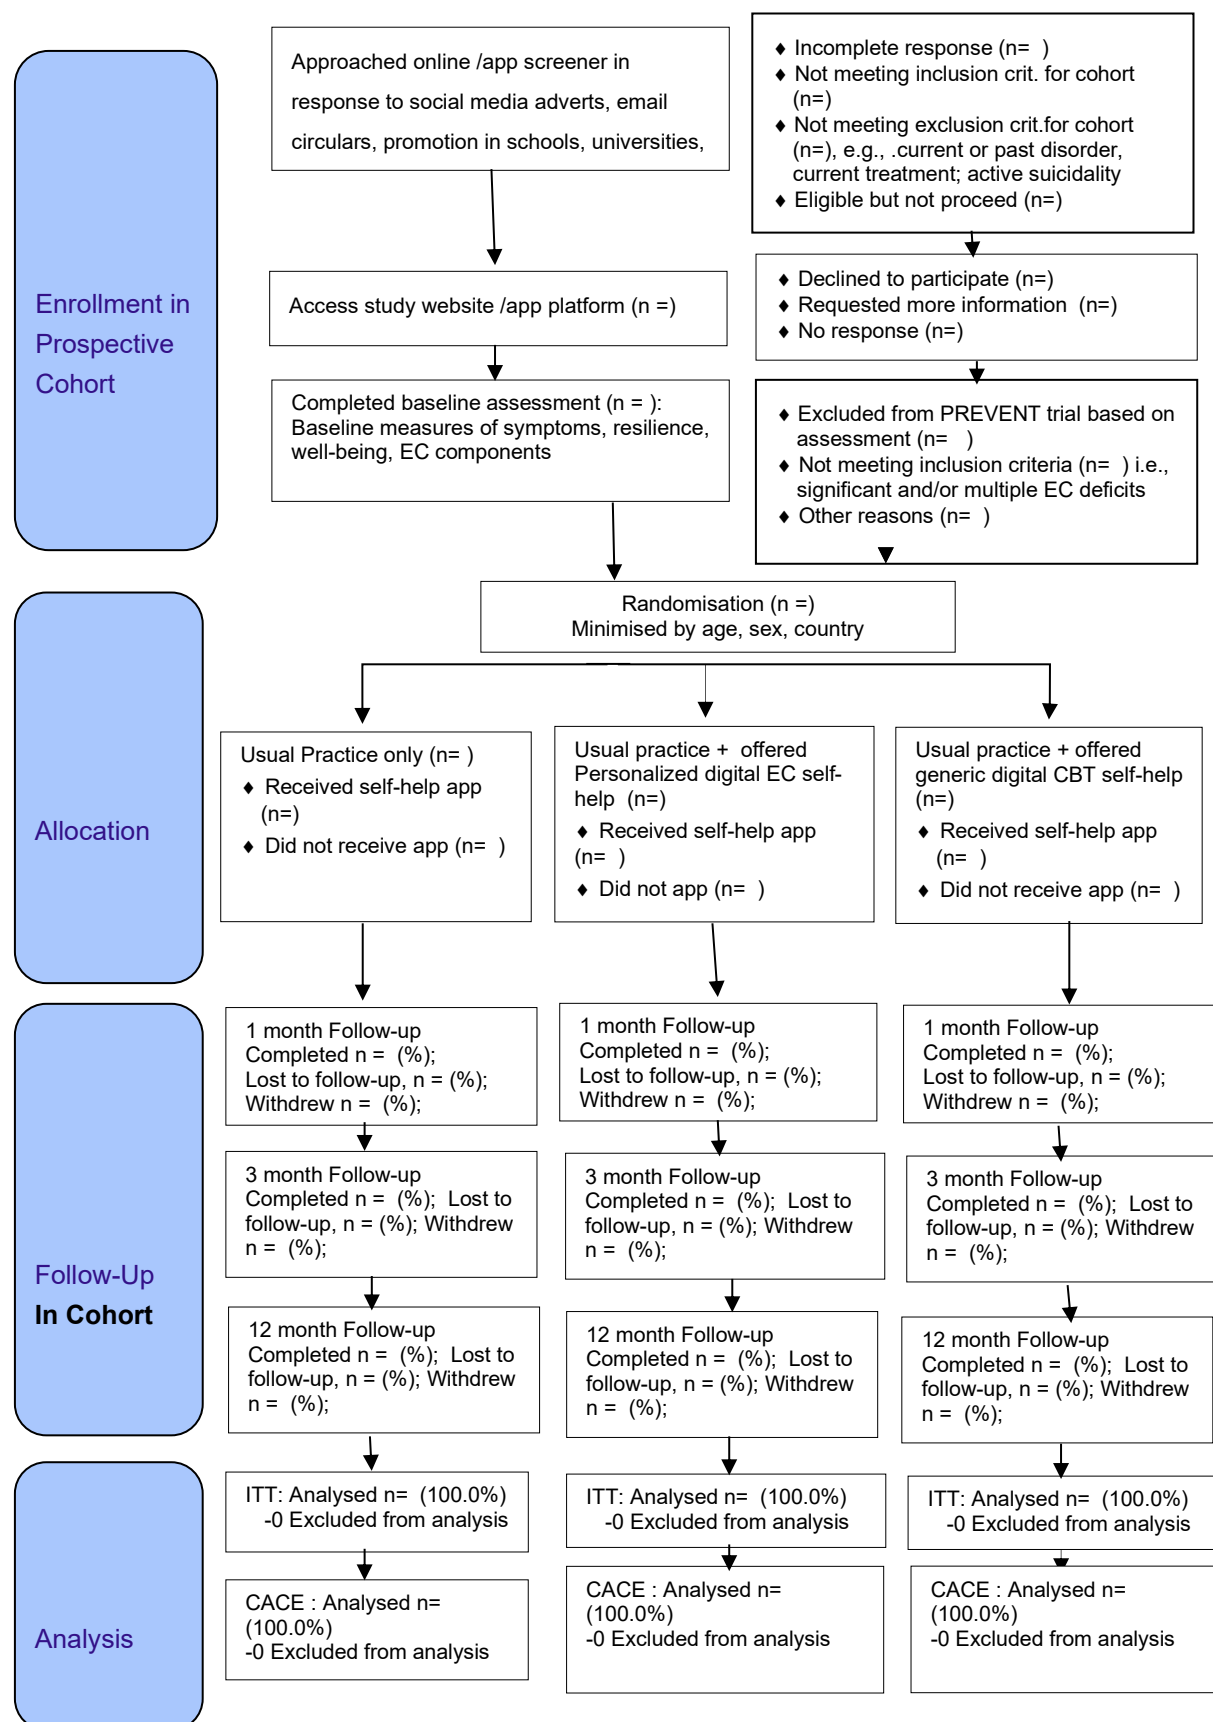 Enrollment in
Prospective
Cohort
Approached online /app screener in
response to social media adverts, email
circulars, promotion in schools, universities,
♦ Incomplete response (n=  )
♦ Not meeting inclusion crit. for cohort
(n=)
♦ Not meeting exclusion crit.for cohort
(n=), e.g., .current or past disorder,
current treatment; active suicidality
♦ Eligible but not proceed (n=)
Access study website /app platform (n =)
♦ Declined to participate (n=)
♦ Requested more information  (n=)
♦ No response (n=)
Completed baseline assessment (n = ):
Baseline measures of symptoms, resilience,
well-being, EC components
♦ Excluded from PREVENT trial based on
assessment (n=   )
♦ Not meeting inclusion criteria (n=  ) i.e.,
significant and/or multiple EC deficits
♦ Other reasons (n=  )
Randomisation (n =)
Minimised by age, sex, country
Allocation
Usual Practice only (n= )
♦ Received self-help app
(n=)
♦ Did not receive app (n=  )
Usual practice +  offered
Personalized digital EC self-
help  (n=)
♦ Received self-help app
(n=  )
♦ Did not app (n=  )
Usual practice + offered
generic digital CBT self-help
(n=)
♦ Received self-help app
(n=  )
♦ Did not receive app (n=  )
Follow-Up
In Cohort
1 month Follow-up
Completed n =  (%);
Lost to follow-up, n = (%);
Withdrew n =  (%);
1 month Follow-up
Completed n =  (%);
Lost to follow-up, n = (%);
Withdrew n =  (%);
1 month Follow-up
Completed n =  (%);
Lost to follow-up, n = (%);
Withdrew n =  (%);
3 month Follow-up
Completed n =  (%);  Lost to
follow-up, n = (%); Withdrew
n =  (%);
3 month Follow-up
Completed n =  (%);  Lost to
follow-up, n = (%); Withdrew
n =  (%);
3 month Follow-up
Completed n =  (%);  Lost to
follow-up, n = (%); Withdrew
n =  (%);
12 month Follow-up
Completed n =  (%);  Lost to
follow-up, n = (%); Withdrew
n =  (%);
12 month Follow-up
Completed n =  (%);  Lost to
follow-up, n = (%); Withdrew
n =  (%);
12 month Follow-up
Completed n =  (%);  Lost to
follow-up, n = (%); Withdrew
n =  (%);
Analysis
ITT: Analysed n=  (100.0%)
-0 Excluded from analysis
ITT: Analysed n=  (100.0%)
-0 Excluded from analysis
ITT: Analysed n=  (100.0%)
-0 Excluded from analysis
CACE : Analysed n=
(100.0%)
-0 Excluded from analysis
CACE : Analysed n=
(100.0%)
-0 Excluded from analysis
CACE : Analysed n=
(100.0%)
-0 Excluded from analysis